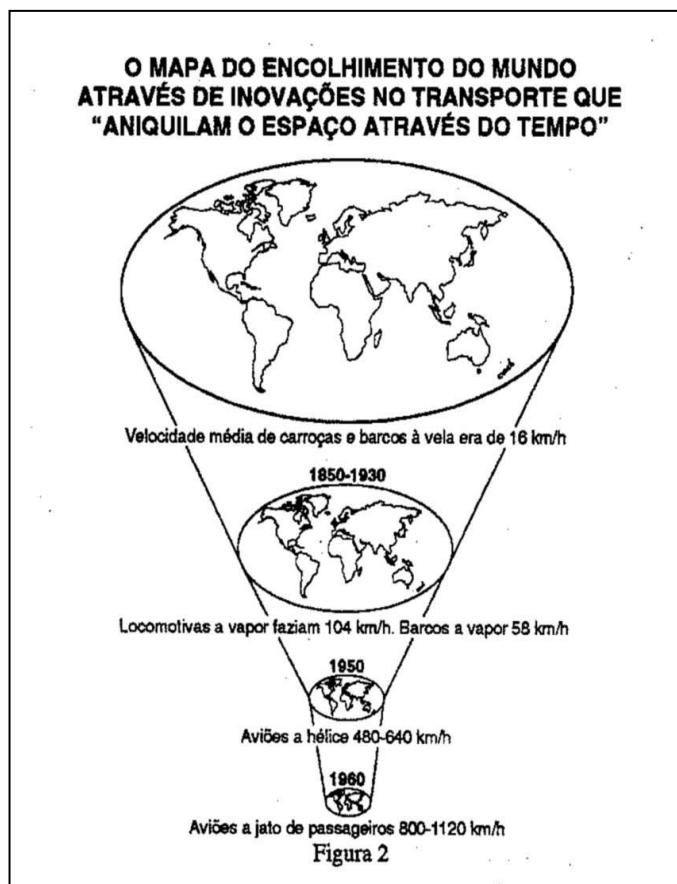 O MAPA DO ENCOLHIMENTO DO MUNDO
ATRAVÉS DE INOVAÇÕES NO TRANSPORTE QUE
“ANIQUILAM O ESPAÇO ATRAVÉS DO TEMPO”
Velocidade média de carroças e barcos à vela era de 16 km/h
1850-1930
Locomotivas a vapor faziam 104 km/h. Barcos a vapor 58 km/h
1950
Aviões a hélice 480-640 km/h
1960
Aviões a jato de passageiros 800-1120 km/h
Figura 2